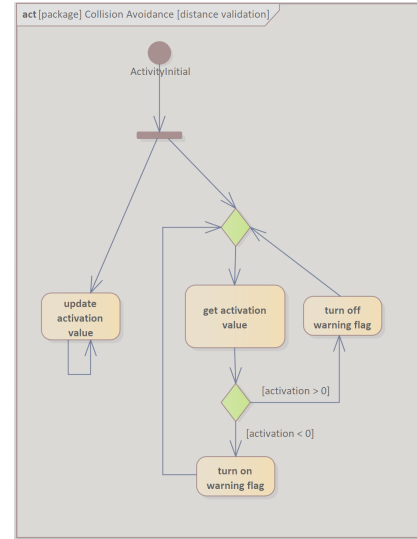 act [package] Collision Avoidance [distance validation]
ActivityInitial
update
activation
value
get activation
value
turn off
warning flag
[activation > 0]
[activation < 0]
turn on
warning flag